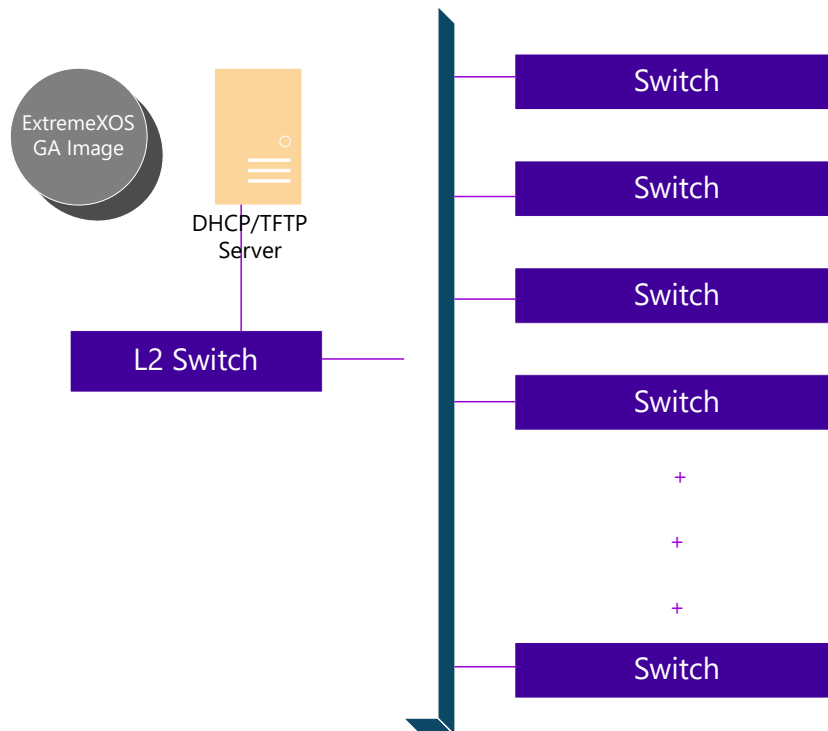 ExtremeXOS
GA Image
DHCP/TFTP
Server
L2 Switch
Switch
Switch
Switch
Switch
+
+
+
Switch